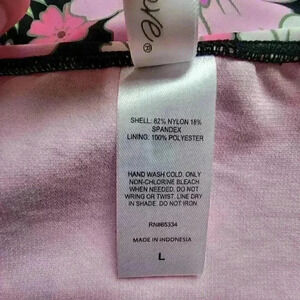 SHELL: 82% NYLON 18%
SPANDEX
LINING: 100% POLYESTER
HAND WASH COLD. ONLY
NON-CHLORINE BLEACH
WHEN NEEDED. DO NOT
WRING OR TWIST. LINE DRY
IN SHADE. DO NOT IRON
RN#65334
MADE IN INDONESIA
L